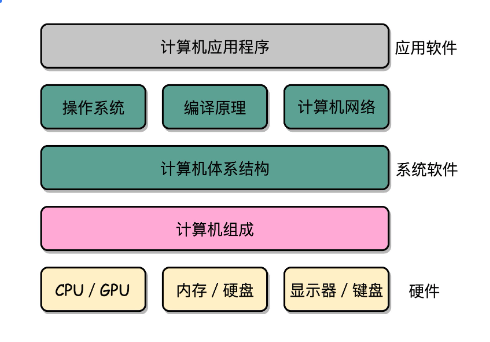 计算机应用程序
应用软件
操作系统
编译原理
计算机网络
计算机体系结构
系统软件
计算机组成
CPU / GPU
内存 / 硬盘
显示器 / 键盘
硬件